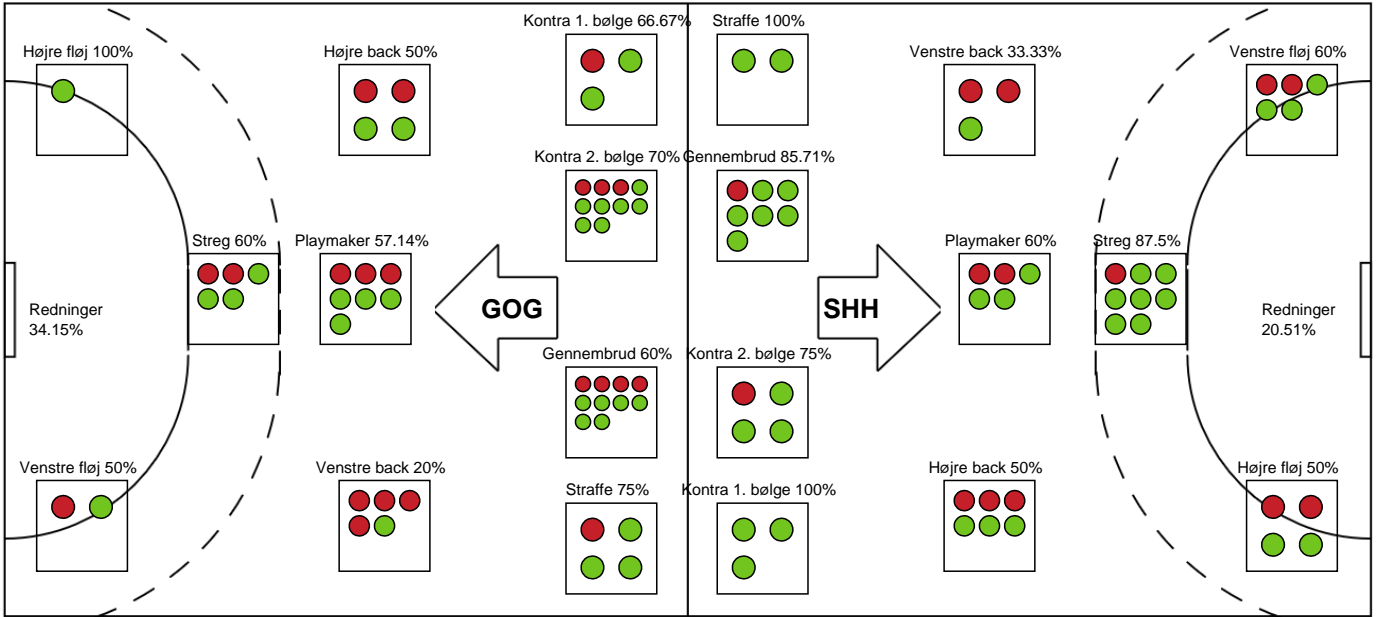 Kontra 1. bølge 66.67%
Straffe 100%
Højre fløj 100%
Højre back 50%
Venstre back 33.33%
Venstre fløj 60%
Kontra 2. bølge 70%
Gennembrud 85.71%
Streg 60%
Playmaker 57.14%
Playmaker 60%
Streg 87.5%
Redninger
34.15%
GOG
SHH
Redninger
20.51%
Gennembrud 60%
Kontra 2. bølge 75%
Venstre fløj 50%
Venstre back 20%
Højre back 50%
Højre fløj 50%
Straffe 75%
Kontra 1. bølge 100%